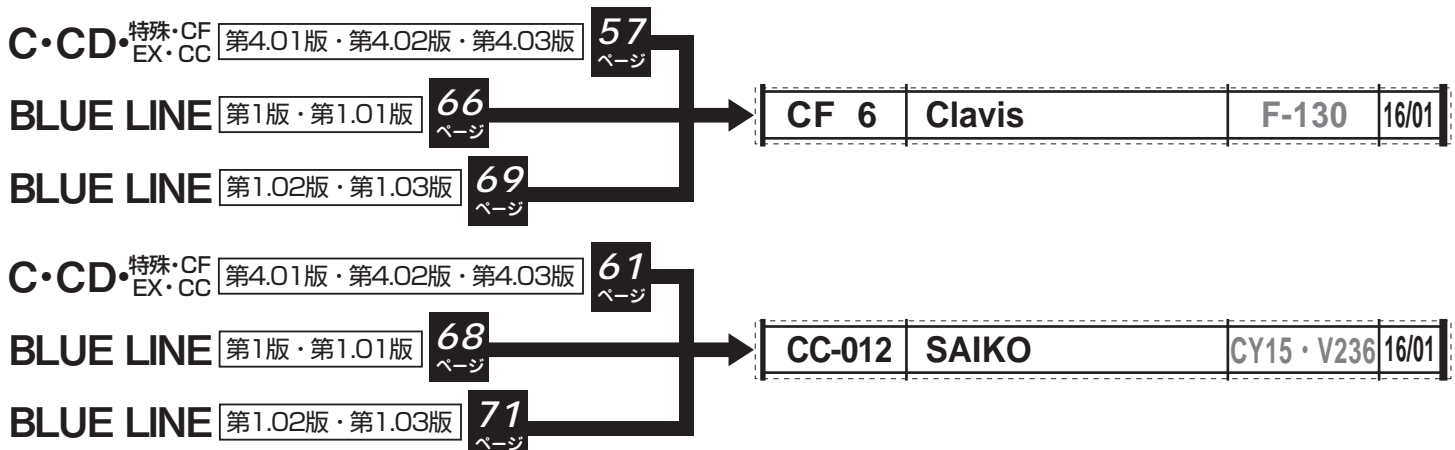 C・CD・特殊・CF EX・CC 第4.01版・第4.02版・第4.03版 57 ページ
BLUE LINE 第1版・第1.01版 66 ページ
CF 6 Clavis F-130 16/01
BLUE LINE 第1.02版・第1.03版 69 ページ
C・CD・特殊・CF EX・CC 第4.01版・第4.02版・第4.03版 61 ページ
BLUE LINE 第1版・第1.01版 68 ページ
CC-012 SAIKO CY15・V236 16/01
BLUE LINE 第1.02版・第1.03版 71 ページ